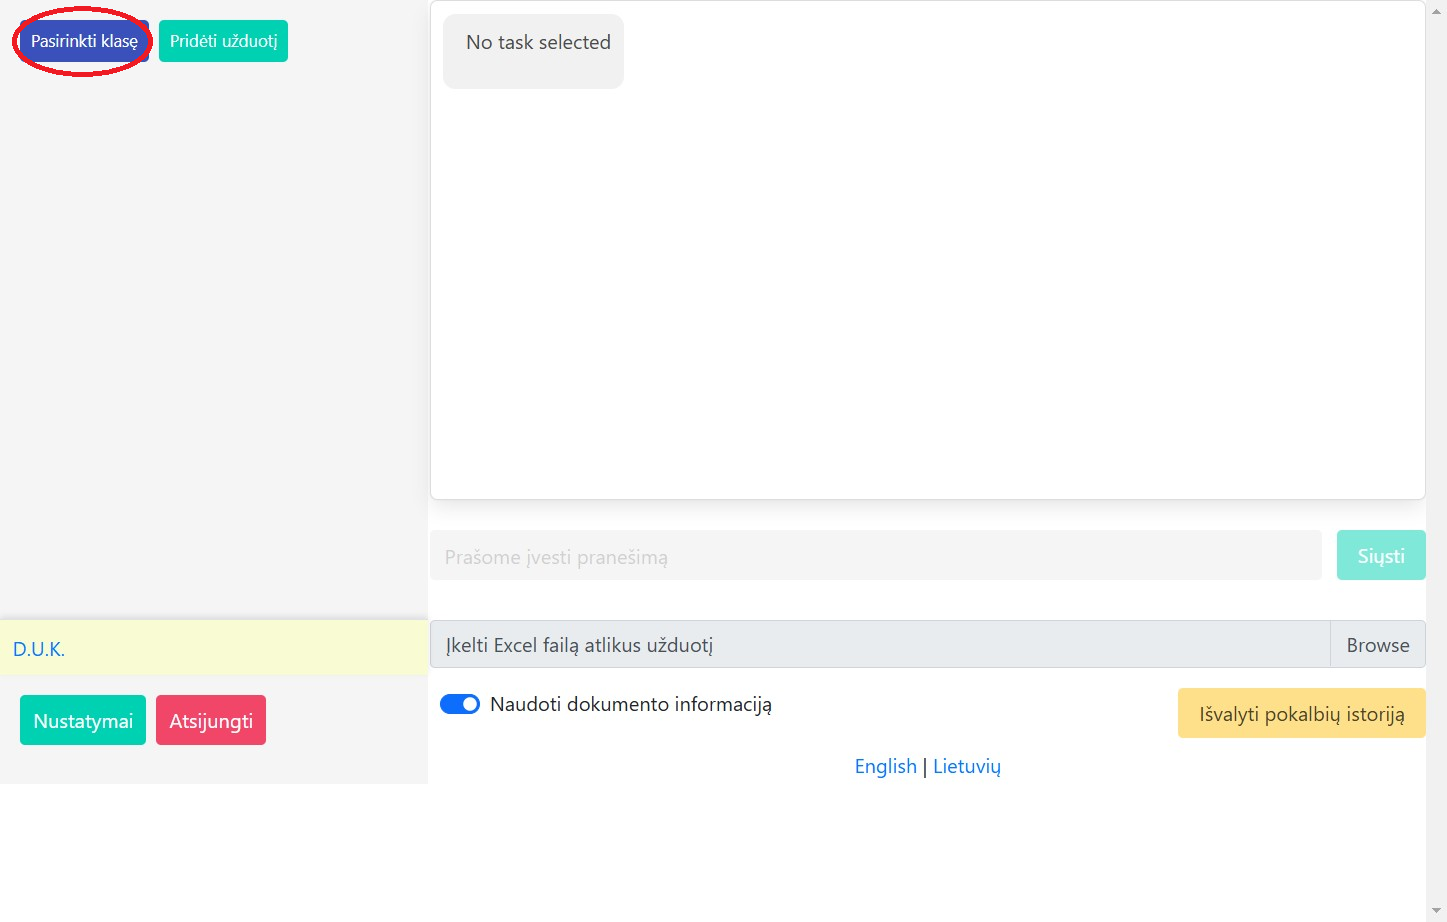 Pasirinkti klasę
Pridėti užduotį
No task selected
Prašome įvesti pranešimą
Siųsti
D.U.K.
Įkelti Excel failą atlikus užduotį
Browse
Nustatymai
Atsijungti
Naudoti dokumento informaciją
Išvalyti pokalbių istoriją
English | Lietuvių